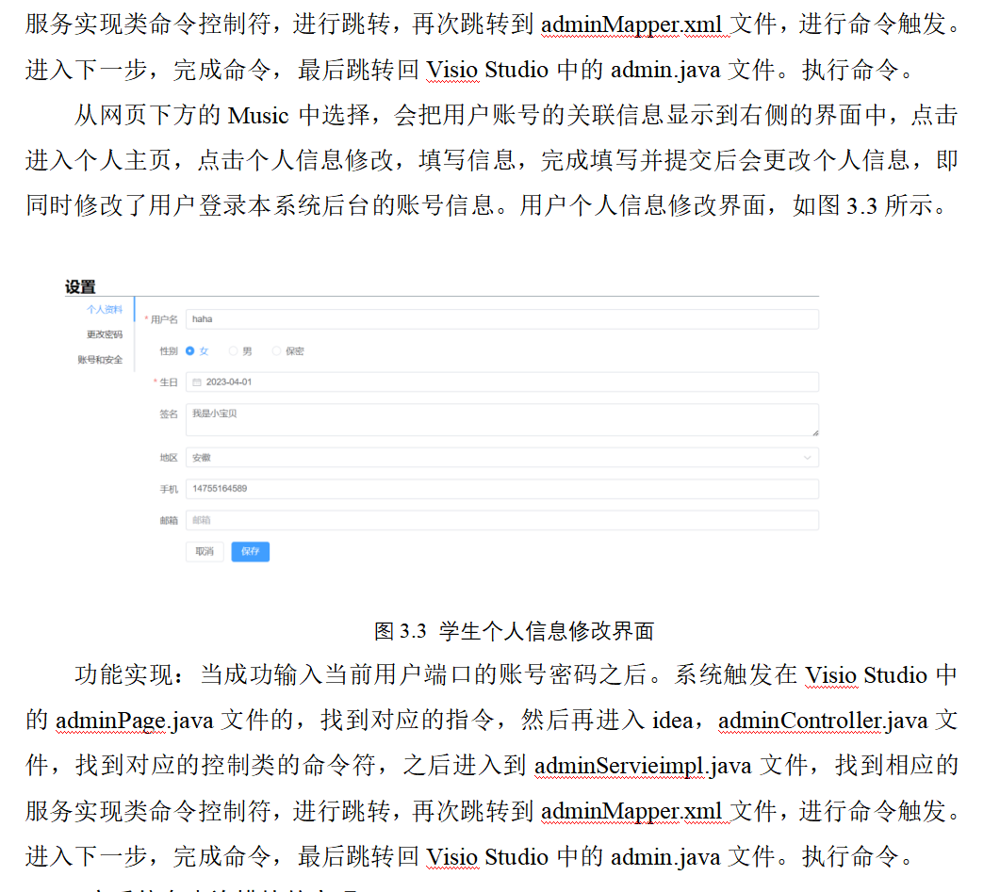 服务实现类命令控制符，进行跳转，再次跳转到 adminMapper.xml 文件，进行命令触发。
进入下一步，完成命令，最后跳转回 Visio Studio 中的 admin.java 文件。执行命令。
从网页下方的 Music 中选择，会把用户账号的关联信息显示到右侧的界面中，点击
进入个人主页，点击个人信息修改，填写信息，完成填写并提交后会更改个人信息，即
同时修改了用户登录本系统后台的账号信息。用户个人信息修改界面，如图 3.3 所示。
设置
个人资料
更改密码
账号和安全
* 用户名 haha
性别 女 男 保密
* 生日 2023-04-01
签名 我是小宝贝
地区 安徽
手机 14755164589
邮箱 邮箱
取消 保存
图 3.3 学生个人信息修改界面
功能实现：当成功输入当前用户端口的账号密码之后。系统触发在 Visio Studio 中
的 adminPage.java 文件的，找到对应的指令，然后再进入 idea，adminController.java 文
件，找到对应的控制类的命令符，之后进入到 adminServieimpl.java 文件，找到相应的
服务实现类命令控制符，进行跳转，再次跳转到 adminMapper.xml 文件，进行命令触发。
进入下一步，完成命令，最后跳转回 Visio Studio 中的 admin.java 文件。执行命令。